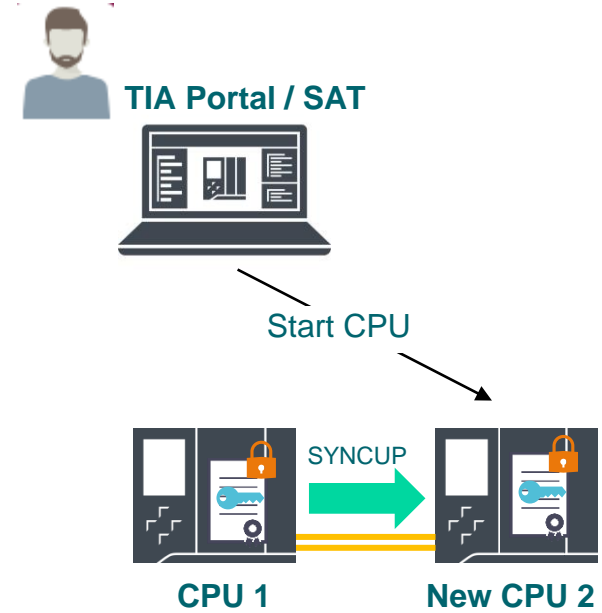 TIA Portal / SAT
Start CPU
SYNCUP
CPU 1
New CPU 2